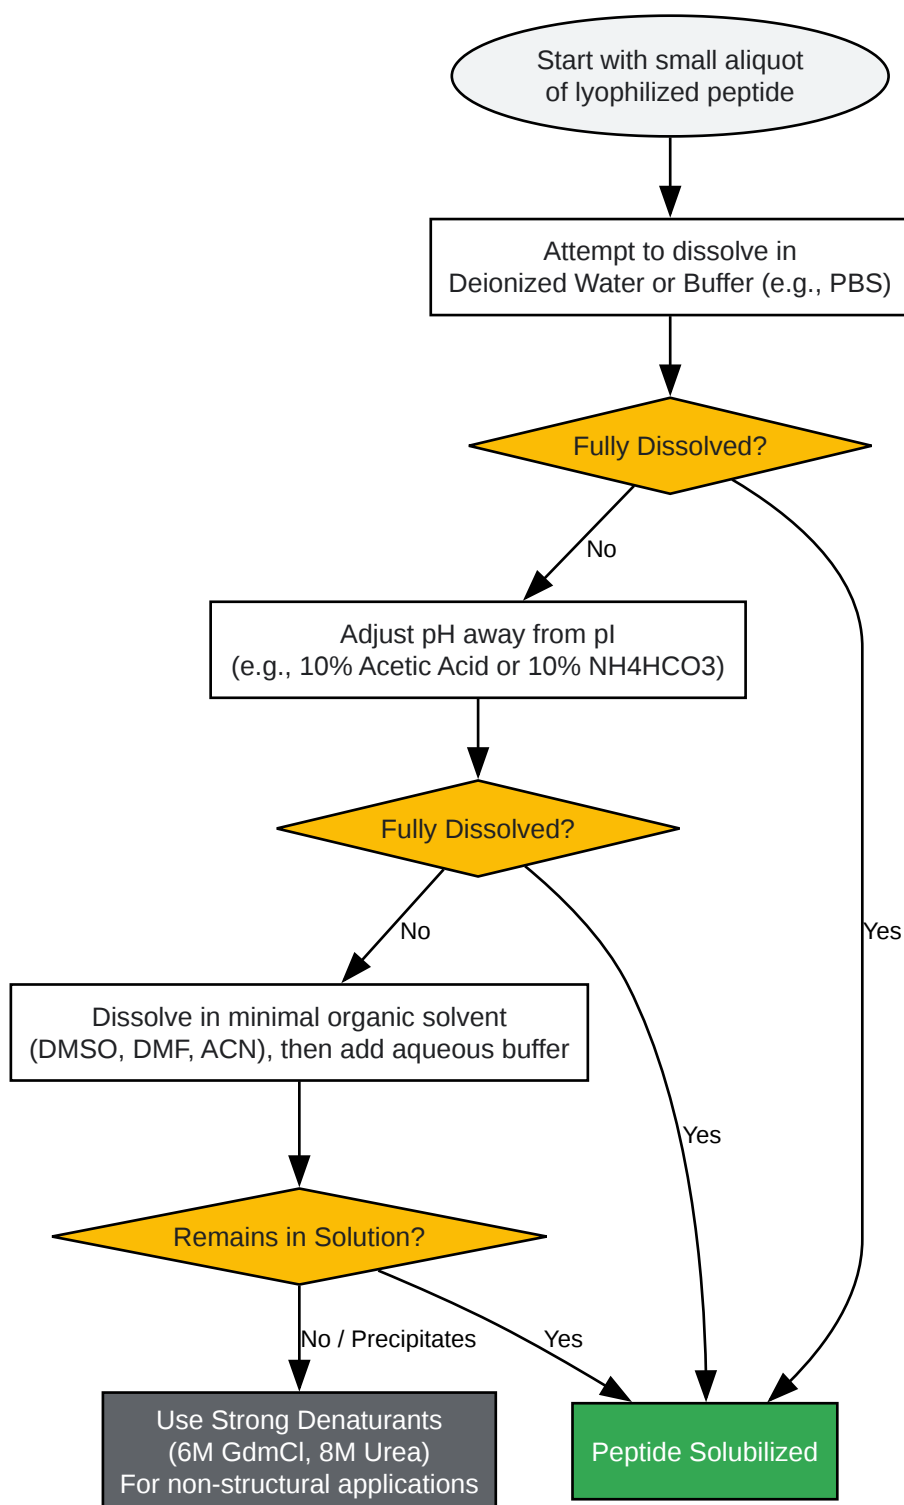 Start with small aliquot
of lyophilized peptide
Attempt to dissolve in
Deionized Water or Buffer (e.g., PBS)
Fully Dissolved?
No
Adjust pH away from pI
(e.g., 10% Acetic Acid or 10% NH4HCO3)
Fully Dissolved?
No
Yes
Dissolve in minimal organic solvent
(DMSO, DMF, ACN), then add aqueous buffer
Yes
Remains in Solution?
No / Precipitates
Yes
Use Strong Denaturants
(6M GdmCl, 8M Urea)
For non-structural applications
Peptide Solubilized